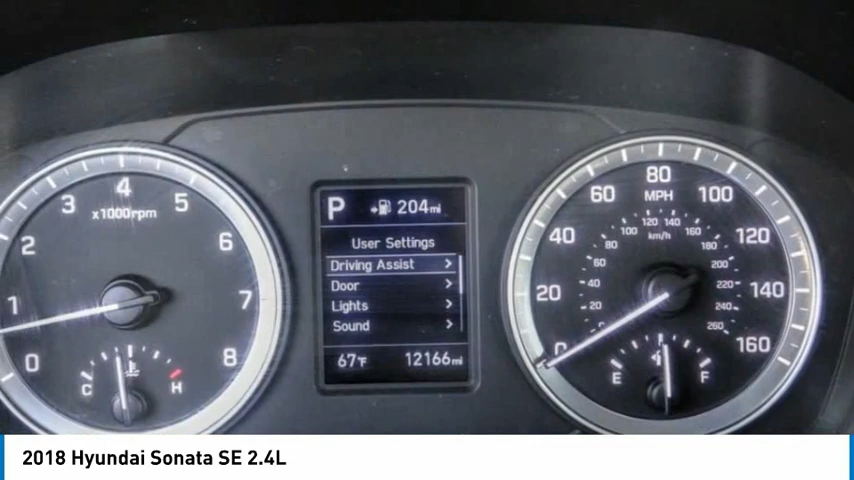 P 204mi
User Settings
Driving Assist >
Door >
Lights >
Sound >
67°F 12166mi
x1000rpm
0
1
2
3
4
5
6
7
8
C H
MPH
0
20
40
60
80
100
120
140
160
km/h
0
20
40
60
80
100
120
140
160
180
200
220
240
260
E F
2018 Hyundai Sonata SE 2.4L